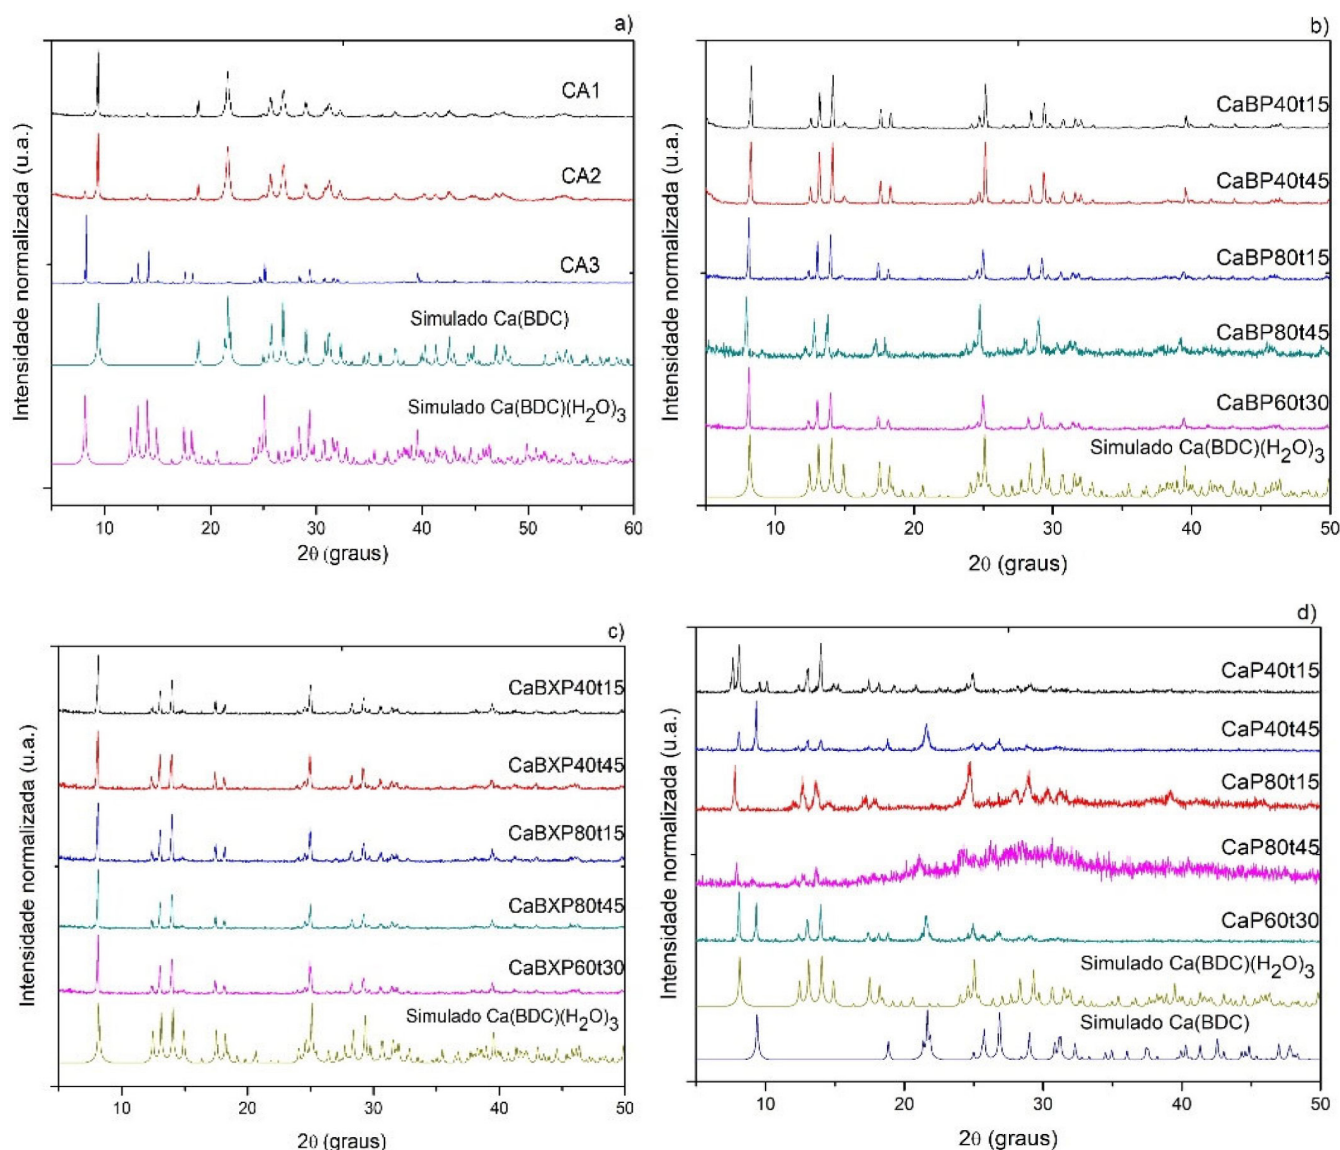 a)
Intensidade normalizada (u.a.)
CA1
CA2
CA3
Simulado Ca(BDC)
Simulado Ca(BDC)(H₂O)₃
10 20 30 40 50 60
2θ (graus)
b)
Intensidade normalizada (u.a.)
CaBP40t15
CaBP40t45
CaBP80t15
CaBP80t45
CaBP60t30
Simulado Ca(BDC)(H₂O)₃
10 20 30 40 50
2θ (graus)
c)
Intensidade normalizada (u.a.)
CaBXP40t15
CaBXP40t45
CaBXP80t15
CaBXP80t45
CaBXP60t30
Simulado Ca(BDC)(H₂O)₃
10 20 30 40 50
2θ (graus)
d)
Intensidade normalizada (u.a.)
CaP40t15
CaP40t45
CaP80t15
CaP80t45
CaP60t30
Simulado Ca(BDC)(H₂O)₃
Simulado Ca(BDC)
10 20 30 40 50
2θ (graus)